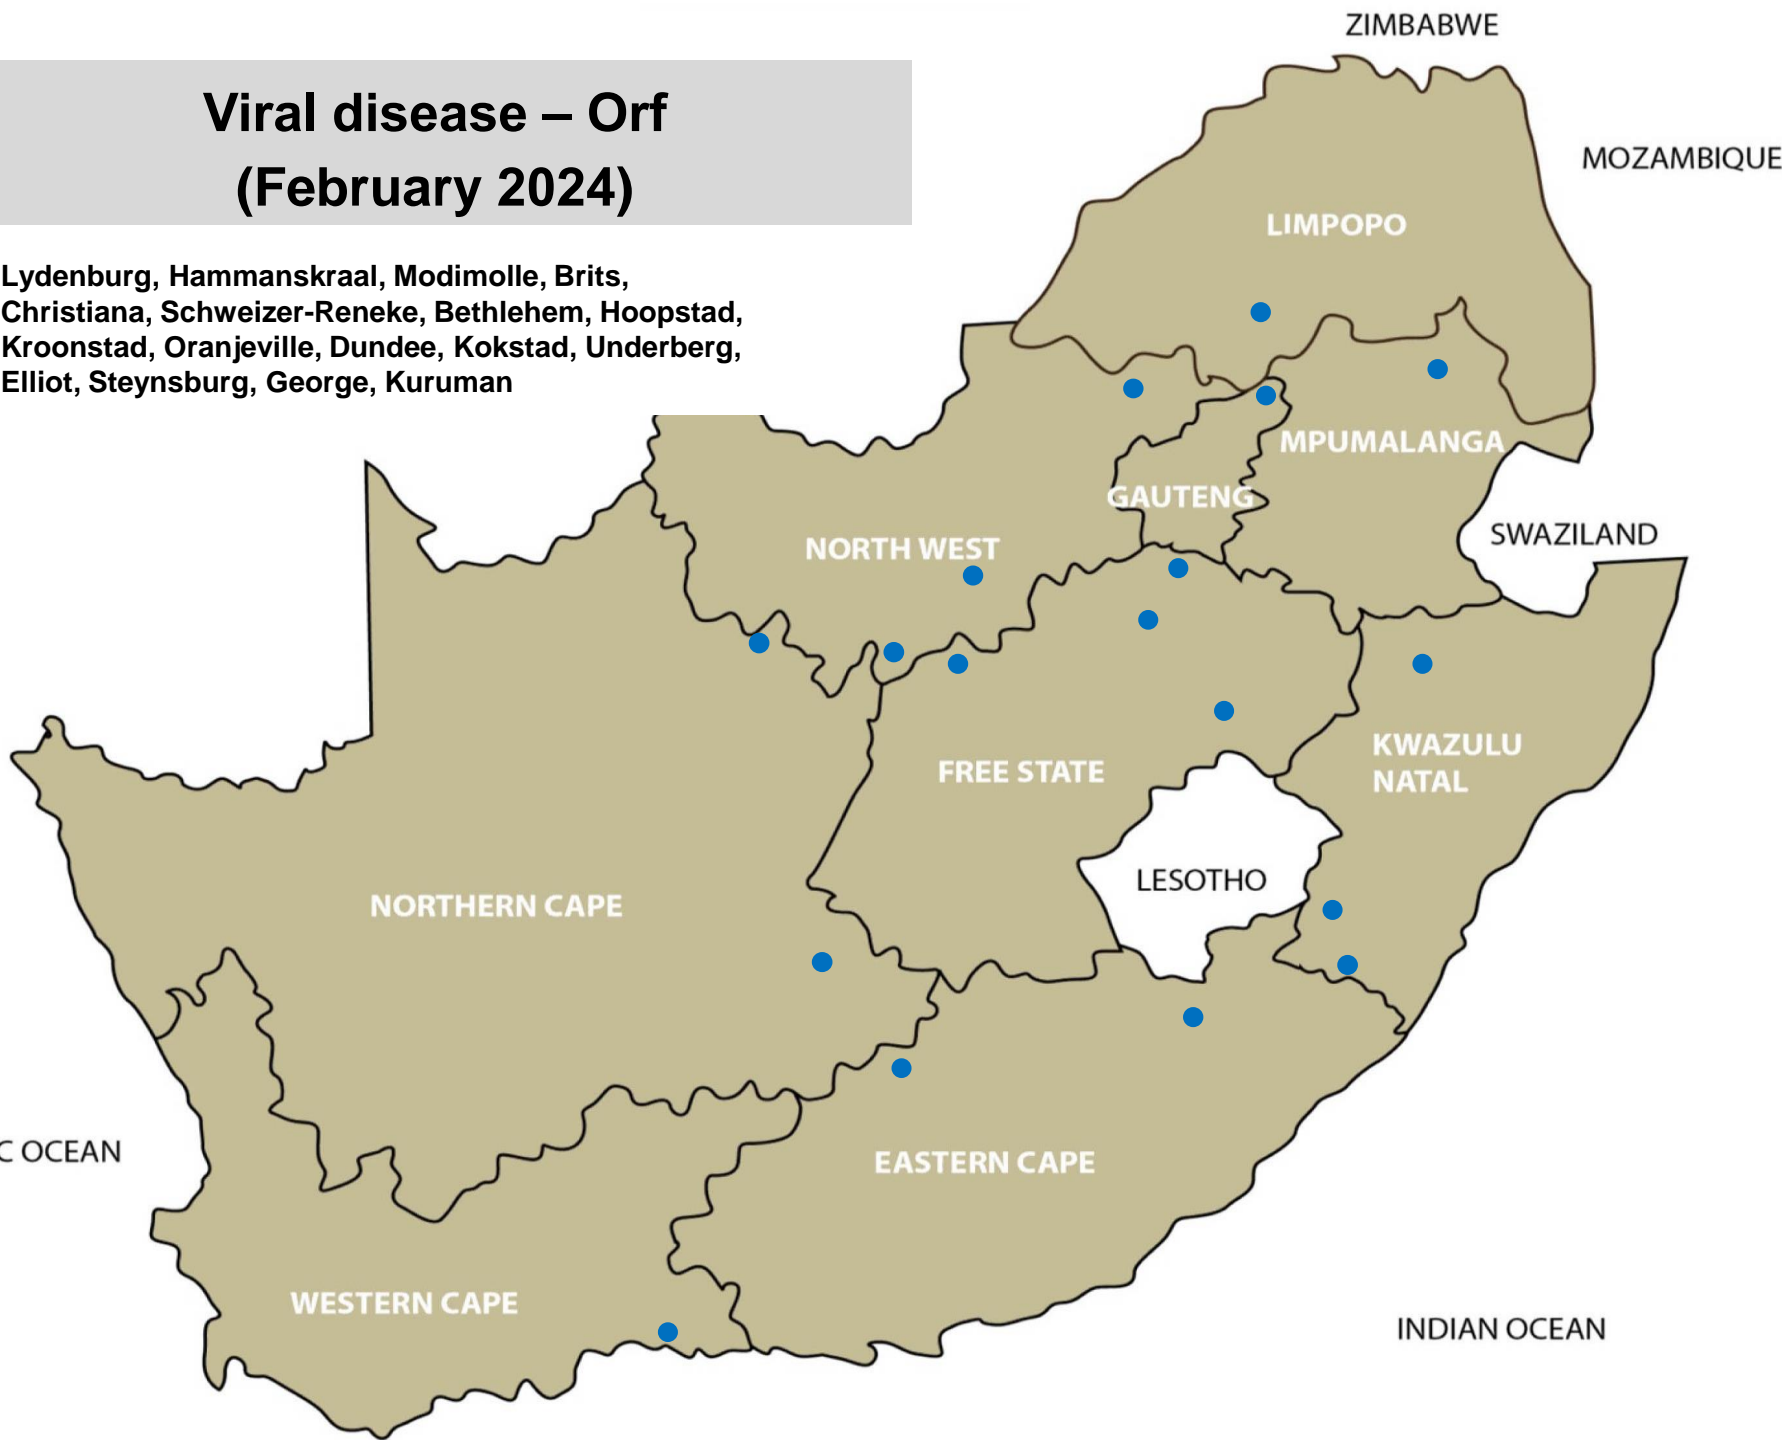 ZIMBABWE
Viral disease – Orf
(February 2024)
MOZAMBIQUE
LIMPOPO
Lydenburg, Hammanskraal, Modimolle, Brits,
Christiana, Schweizer-Reneke, Bethlehem, Hoopstad,
Kroonstad, Oranjeville, Dundee, Kokstad, Underberg,
Elliot, Steynsburg, George, Kuruman
MPUMALANGA
GAUTENG
SWAZILAND
NORTH WEST
KWAZULU
NATAL
FREE STATE
LESOTHO
NORTHERN CAPE
C OCEAN
EASTERN CAPE
WESTERN CAPE
INDIAN OCEAN